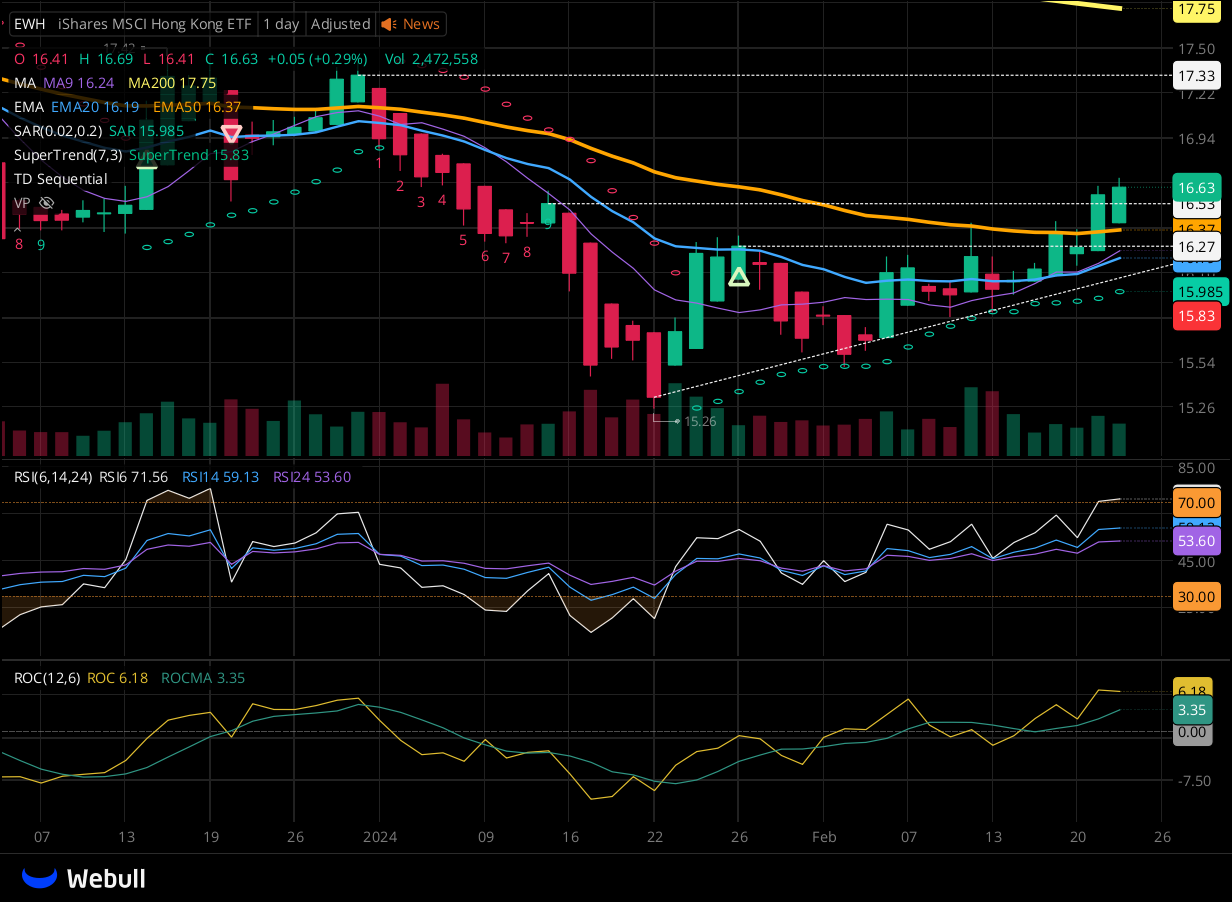 EWH iShares MSCI Hong Kong ETF 1 day Adjusted News
17.75
17.50
O 16.41 H 16.69 L 16.41 C 16.63 +0.05 (+0.29%) Vol 2,472,558
17.33
MA MA9 16.24 MA200 17.75
17.22
EMA EMA20 16.19 EMA50 16.37
SAR(0.02,0.2) SAR 15.985
16.94
SuperTrend(7,3) SuperTrend 15.83
TD Sequential
16.63
VP
16.53
16.37
8 9 1 2 3 4 5 6 7 8 9
16.27
15.985
15.83
15.54
15.26
15.26
RSI(6,14,24) RSI6 71.56 RSI14 59.13 RSI24 53.60
85.00
70.00
53.60
45.00
30.00
ROC(12,6) ROC 6.18 ROCMA 3.35
6.18
3.35
0.00
-7.50
07 13 19 26 2024 09 16 22 26 Feb 07 13 20 26
Webull